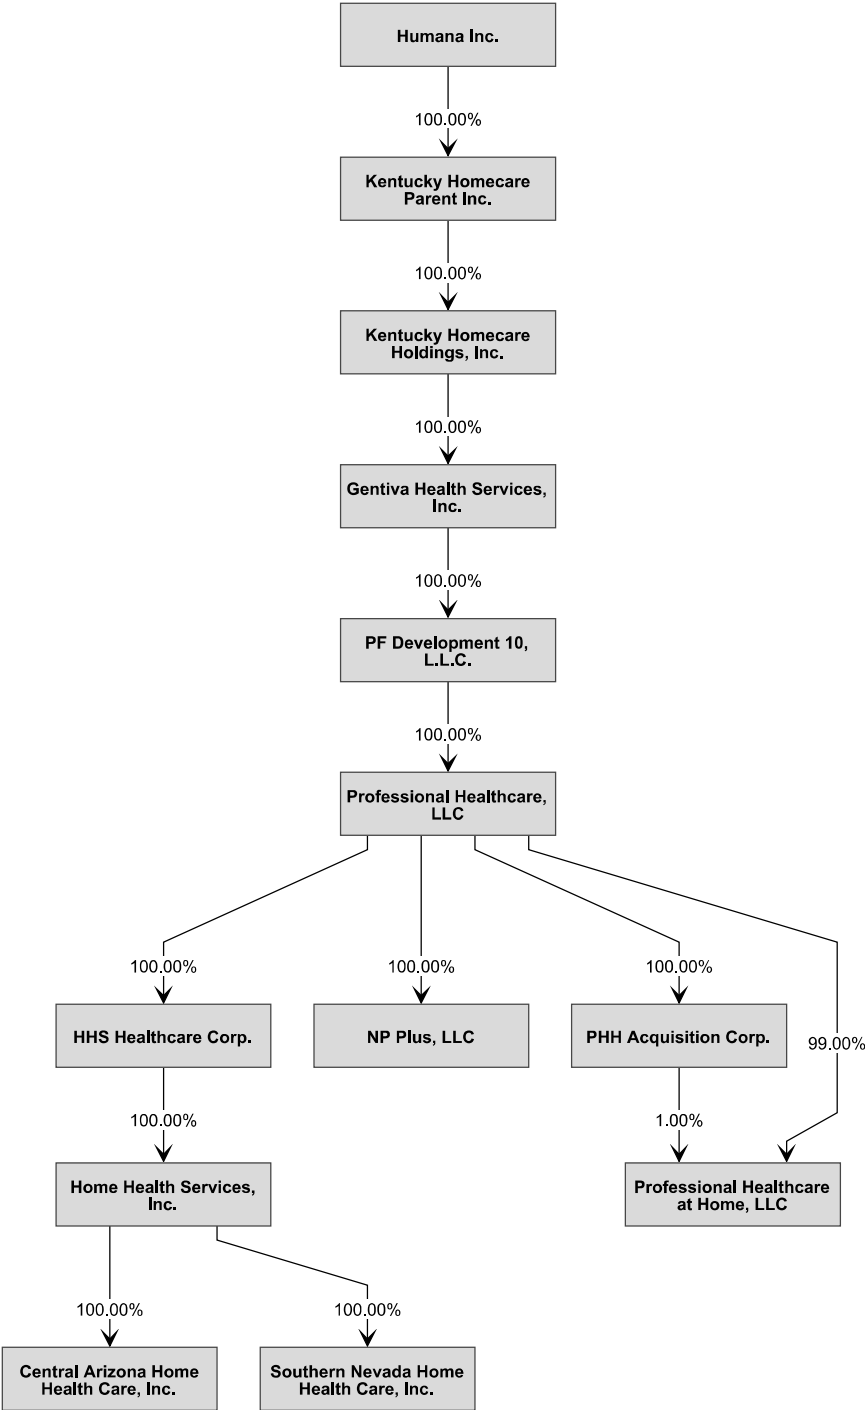 Humana Inc.
100.00%
Kentucky Homecare
Parent Inc.
100.00%
Kentucky Homecare
Holdings, Inc.
100.00%
Gentiva Health Services,
Inc.
100.00%
PF Development 10,
L.L.C.
100.00%
Professional Healthcare,
LLC
100.00%
100.00%
100.00%
HHS Healthcare Corp.
NP Plus, LLC
PHH Acquisition Corp.
99.00%
100.00%
1.00%
Home Health Services,
Inc.
Professional Healthcare
at Home, LLC
100.00%
100.00%
Central Arizona Home
Health Care, Inc.
Southern Nevada Home
Health Care, Inc.